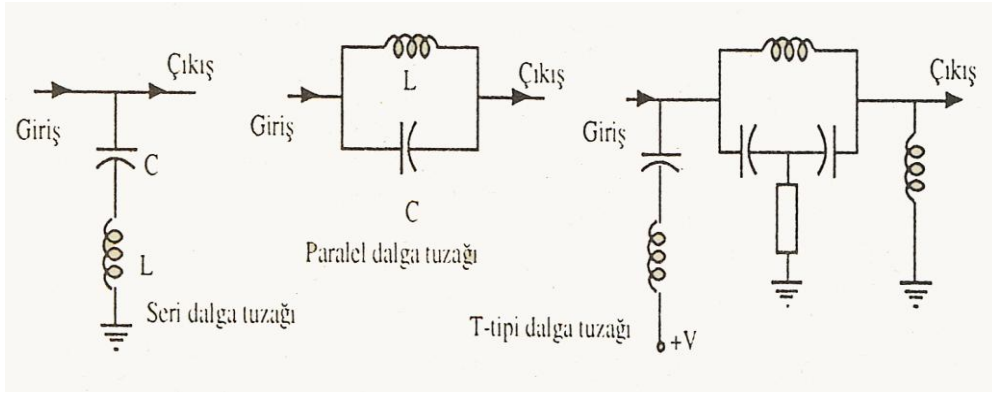 Giriş
Çıkış
C
L
Seri dalga tuzağı
Giriş
L
Çıkış
C
Paralel dalga tuzağı
Giriş
Çıkış
T-tipi dalga tuzağı
+V